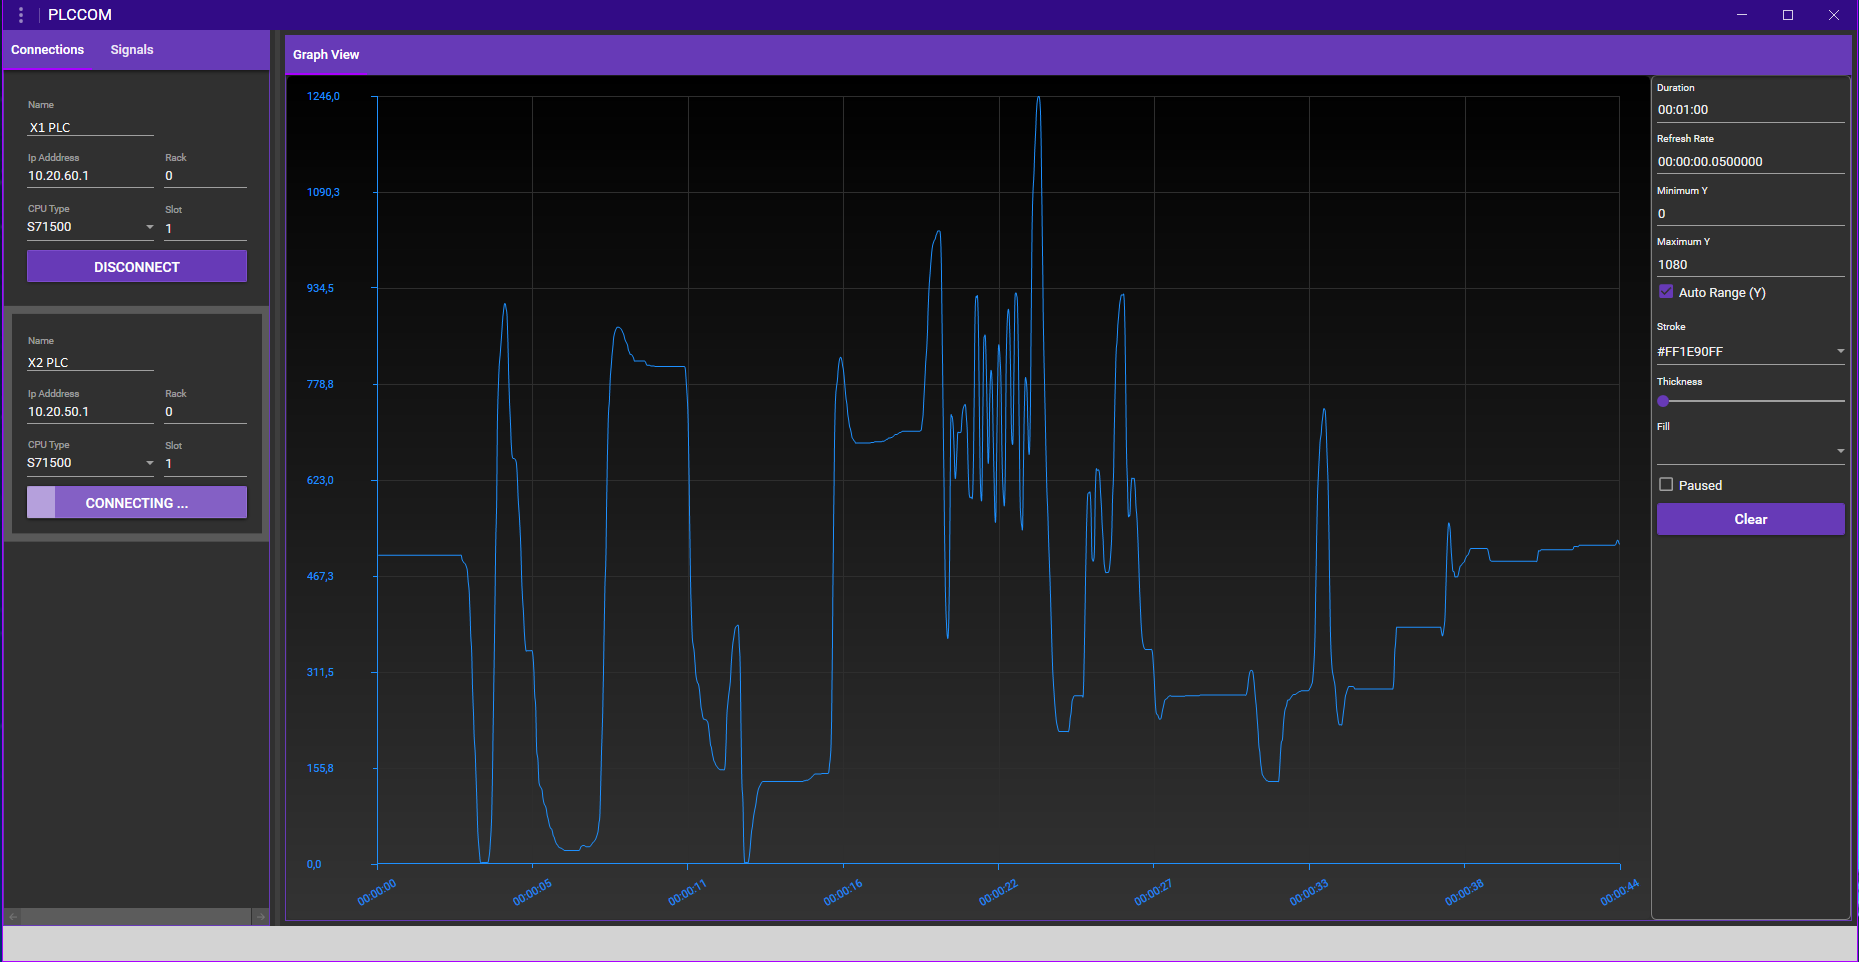 PLCCOM
Connections
Signals
Name
X1 PLC
Ip Adddress
Rack
10.20.60.1
0
CPU Type
Slot
S71500
1
DISCONNECT
Name
X2 PLC
Ip Adddress
Rack
10.20.50.1
0
CPU Type
Slot
S71500
1
CONNECTING ...
Graph View
1246,0
1090,3
934,5
778,8
623,0
467,3
311,5
155,8
0,0
00:00:00
00:00:05
00:00:11
00:00:16
00:00:22
00:00:27
00:00:33
00:00:38
00:00:44
Duration
00:01:00
Refresh Rate
00:00:00.0500000
Minimum Y
0
Maximum Y
1080
Auto Range (Y)
Stroke
#FF1E90FF
Thickness
Fill
Paused
Clear